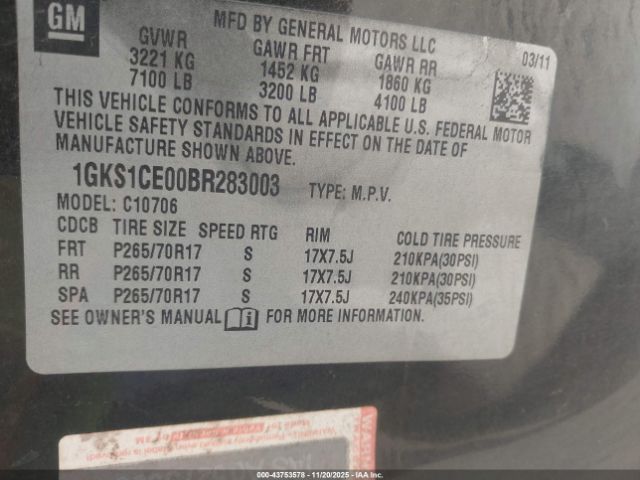 GM
MFD BY GENERAL MOTORS LLC
GVWR GAWR FRT GAWR RR 03/11
3221 KG 1452 KG 1860 KG
7100 LB 3200 LB 4100 LB
THIS VEHICLE CONFORMS TO ALL APPLICABLE U.S. FEDERAL MOTOR
VEHICLE SAFETY STANDARDS IN EFFECT ON THE DATE OF
MANUFACTURE SHOWN ABOVE.
1GKS1CE00BR283003 TYPE: M.P.V.
MODEL: C10706
CDCB TIRE SIZE SPEED RTG RIM COLD TIRE PRESSURE
FRT P265/70R17 S 17X7.5J 210KPA(30PSI)
RR P265/70R17 S 17X7.5J 210KPA(30PSI)
SPA P265/70R17 S 17X7.5J 240KPA(35PSI)
SEE OWNER'S MANUAL FOR MORE INFORMATION.
© - 43753578 - 11/20/2025 - IAAI.COM